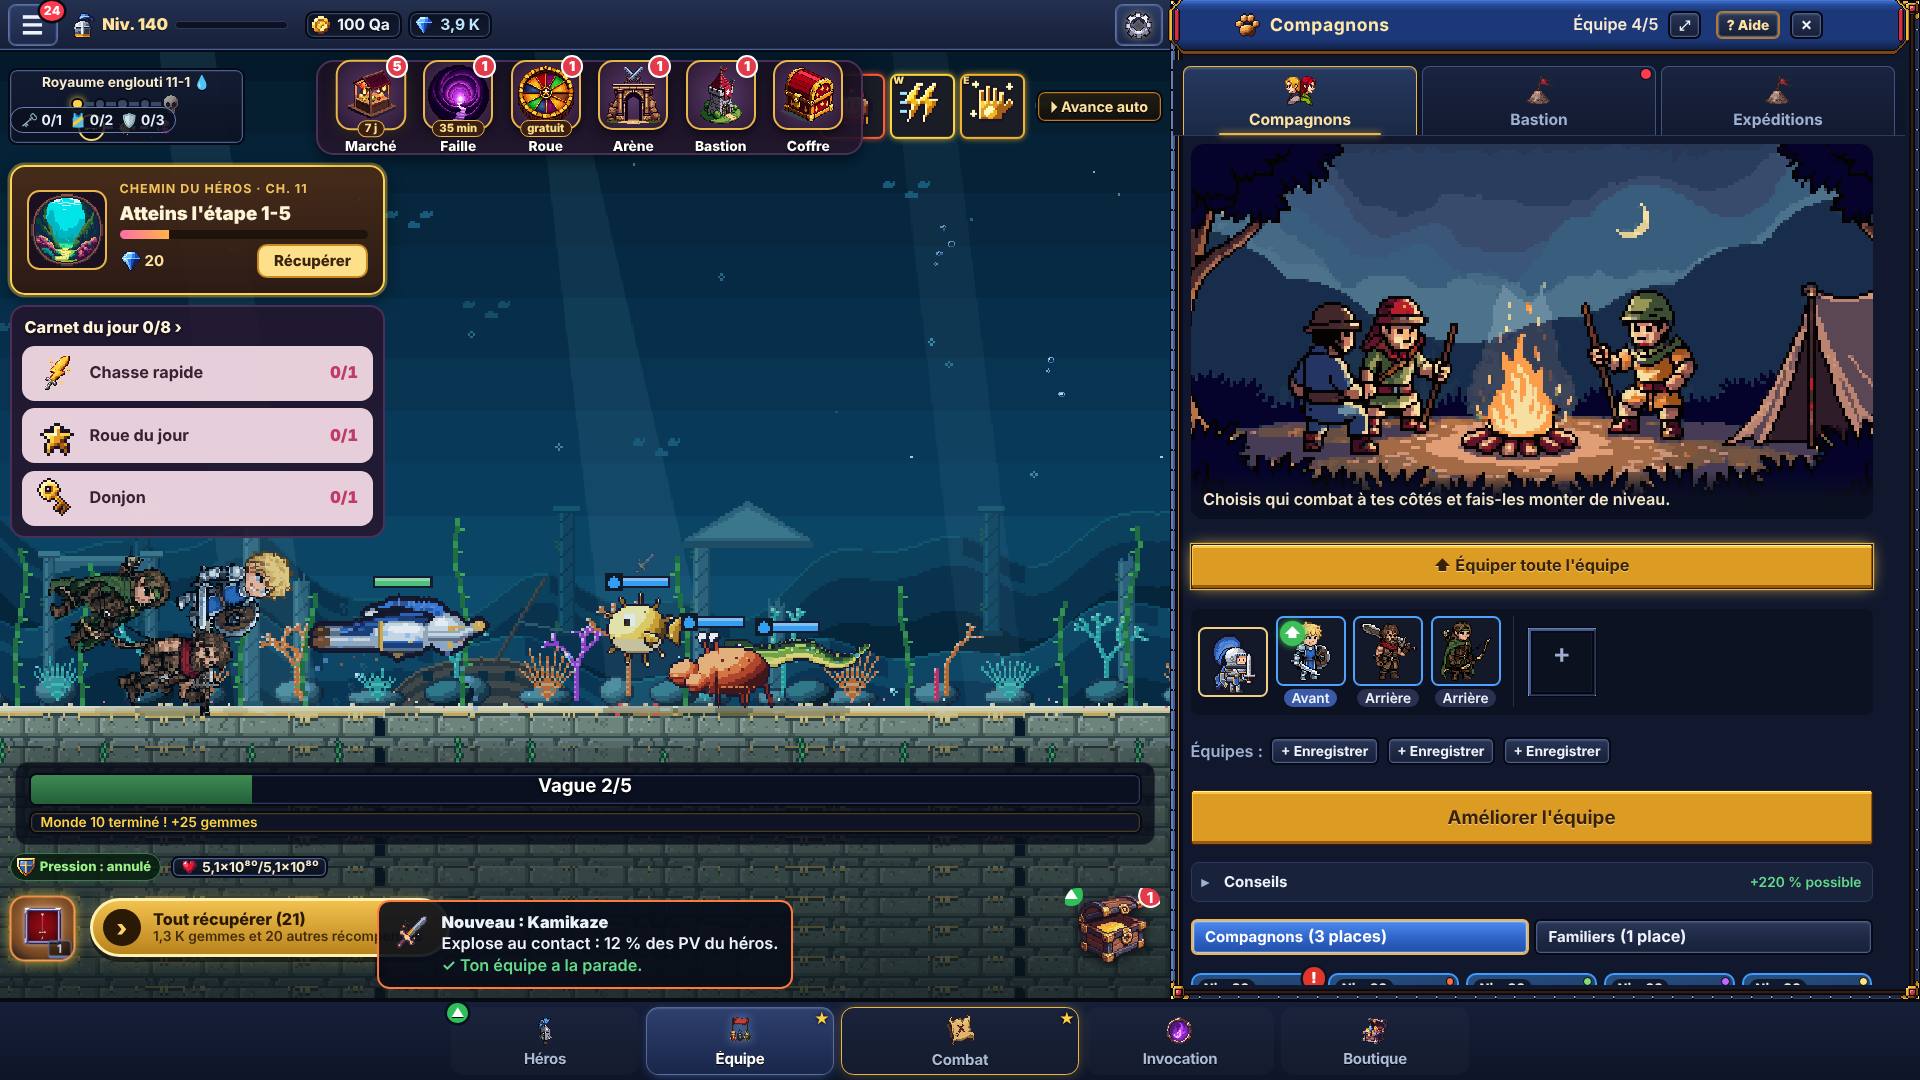 24
Niv. 140
100 Qa
3,9 K
Royaume englouti 11-1
0/1 0/2 0/3
5
1
1
1
1
7 j
35 min
gratuit
Marché
Faille
Roue
Arène
Bastion
Coffre
W
E
Avance auto
CHEMIN DU HÉROS · CH. 11
Atteins l'étape 1-5
20
Récupérer
Carnet du jour 0/8 ›
Chasse rapide 0/1
Roue du jour 0/1
Donjon 0/1
Vague 2/5
Monde 10 terminé ! +25 gemmes
Pression : annulé
5,1×10⁸⁰/5,1×10⁸⁰
1
Tout récupérer (21)
1,3 K gemmes et 20 autres récomp
Nouveau : Kamikaze
Explose au contact : 12 % des PV du héros.
✓ Ton équipe a la parade.
1
Héros
Équipe
Combat
Invocation
Boutique
Compagnons
Équipe 4/5
? Aide
×
Compagnons
Bastion
Expéditions
Choisis qui combat à tes côtés et fais-les monter de niveau.
Équiper toute l'équipe
Avant
Arrière
Arrière
+
Équipes :
+ Enregistrer
+ Enregistrer
+ Enregistrer
Améliorer l'équipe
Conseils
+220 % possible
Compagnons (3 places)
Familiers (1 place)
!